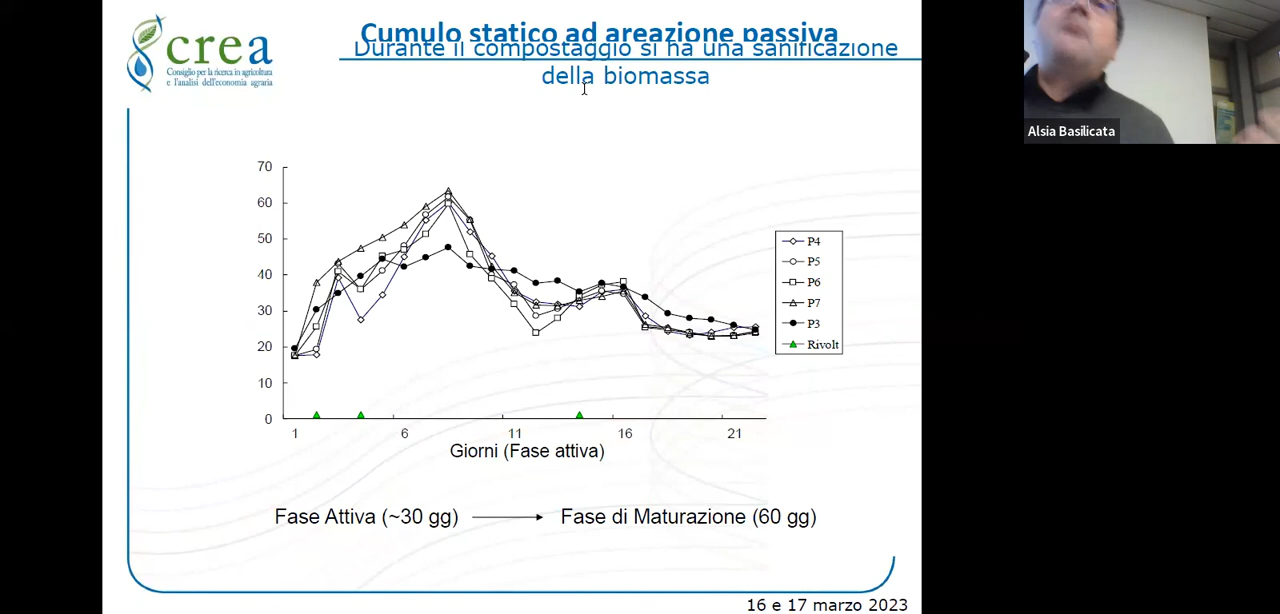 crea
Consiglio per la ricerca in agricoltura
e l'analisi dell'economia agraria
Cumulo statico ad areazione passiva
Durante il compostaggio si ha una sanificazione
della biomassa
Alsia Basilicata
70
60
50
40
30
20
10
0
1 6 11 16 21
Giorni (Fase attiva)
P4
P5
P6
P7
P3
Rivolt
Fase Attiva (~30 gg) Fase di Maturazione (60 gg)
16 e 17 marzo 2023